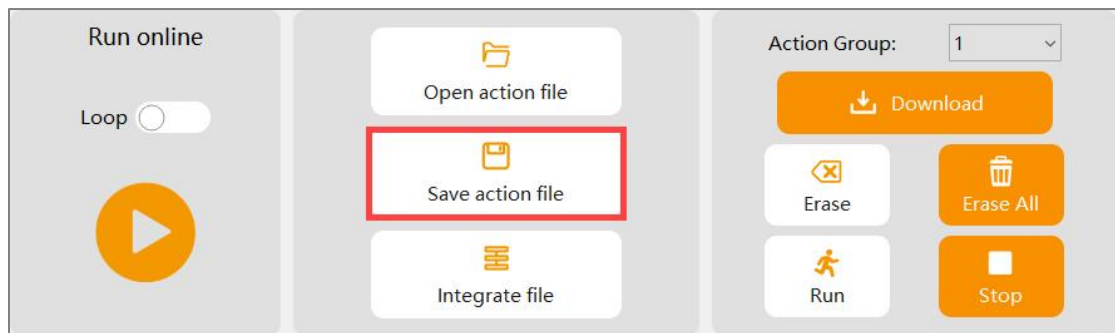 Run online
Loop
Open action file
Save action file
Integrate file
Action Group:
1
Download
Erase
Erase All
Run
Stop